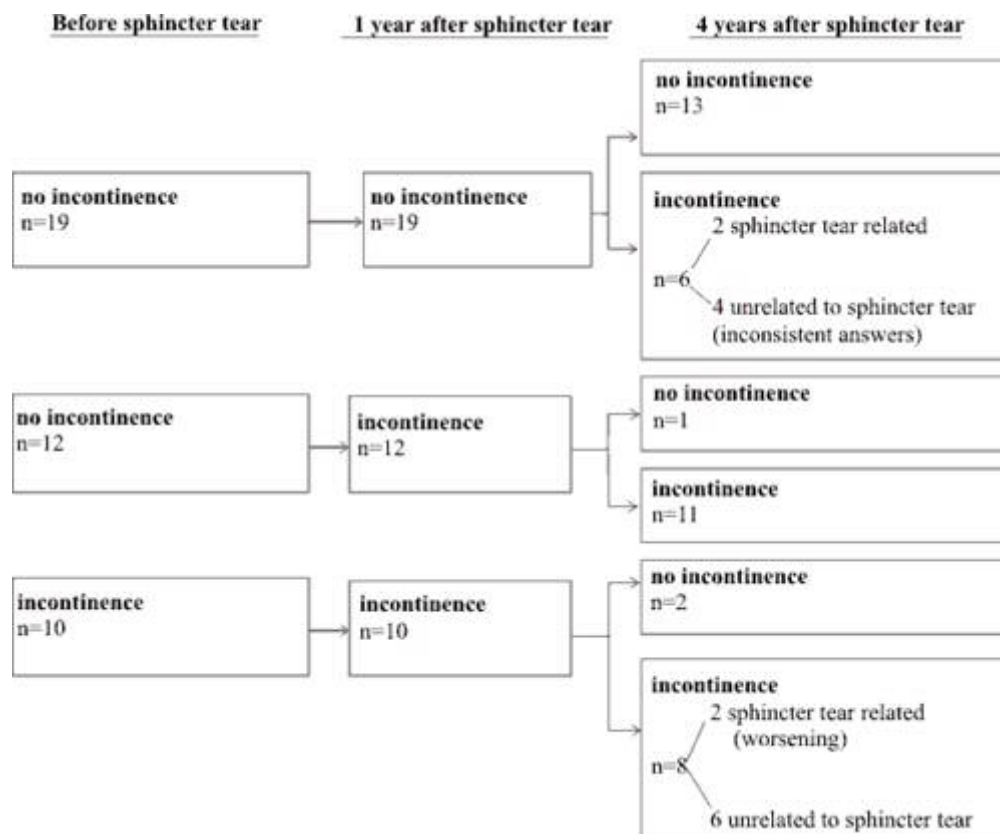 Before sphincter tear
1 year after sphincter tear
4 years after sphincter tear
no incontinence
n=19
no incontinence
n=19
no incontinence
n=13
incontinence
2 sphincter tear related
n=6
4 unrelated to sphincter tear
(inconsistent answers)
no incontinence
n=12
incontinence
n=12
no incontinence
n=1
incontinence
n=11
incontinence
n=10
incontinence
n=10
no incontinence
n=2
incontinence
2 sphincter tear related
(worsening)
n=8
6 unrelated to sphincter tear